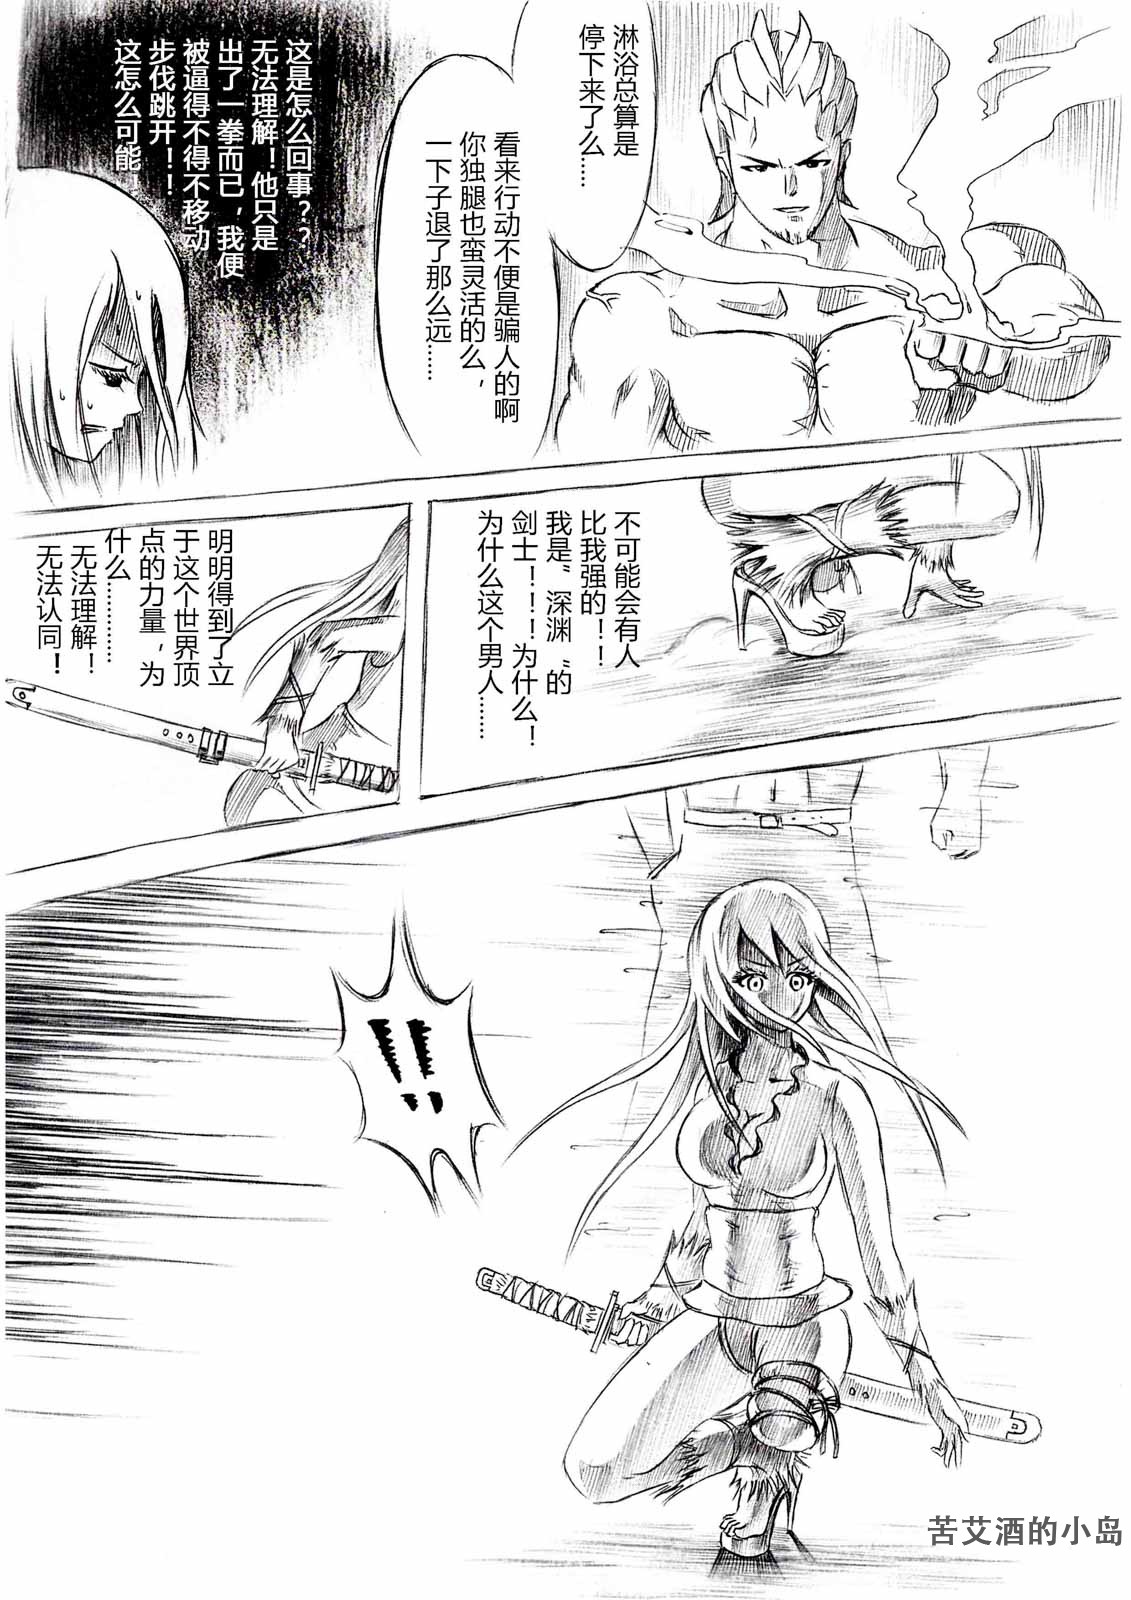 淋浴总算是
停下来了么……
看来行动不便是骗人的啊
你独腿也蛮灵活的么，
一下子退了那么远……
这是怎么回事？？
无法理解！他只是
出了一拳而已，我便
被逼得不得不移动
步伐跳开！！
这怎么可能！
不可能会有人
比我强的！！
我是"深渊"的
剑士！！！为什么！
为什么这个男人……
明明得到了立
于这个世界顶
点的力量，为
什么…………
无法理解！
无法认同！
!!
苦艾酒的小岛